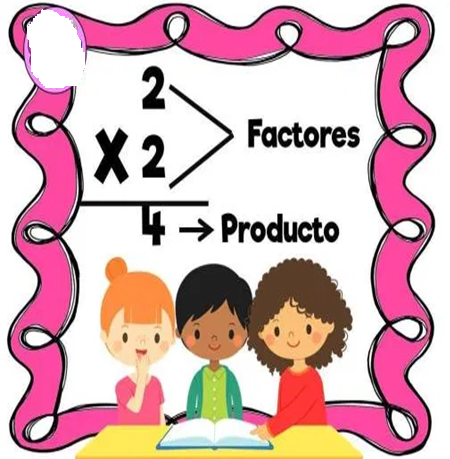 2
X 2 Factores
4 → Producto